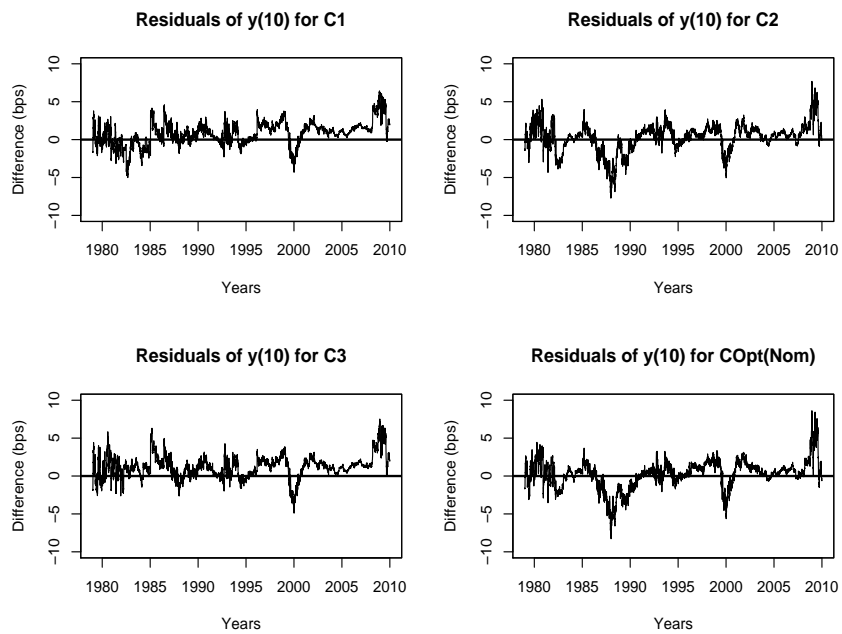 Residuals of y(10) for C1
Difference (bps)
10
5
0
−5
−10
1980 1985 1990 1995 2000 2005 2010
Years
Residuals of y(10) for C2
Difference (bps)
10
5
0
−5
−10
1980 1985 1990 1995 2000 2005 2010
Years
Residuals of y(10) for C3
Difference (bps)
10
5
0
−5
−10
1980 1985 1990 1995 2000 2005 2010
Years
Residuals of y(10) for COpt(Nom)
Difference (bps)
10
5
0
−5
−10
1980 1985 1990 1995 2000 2005 2010
Years